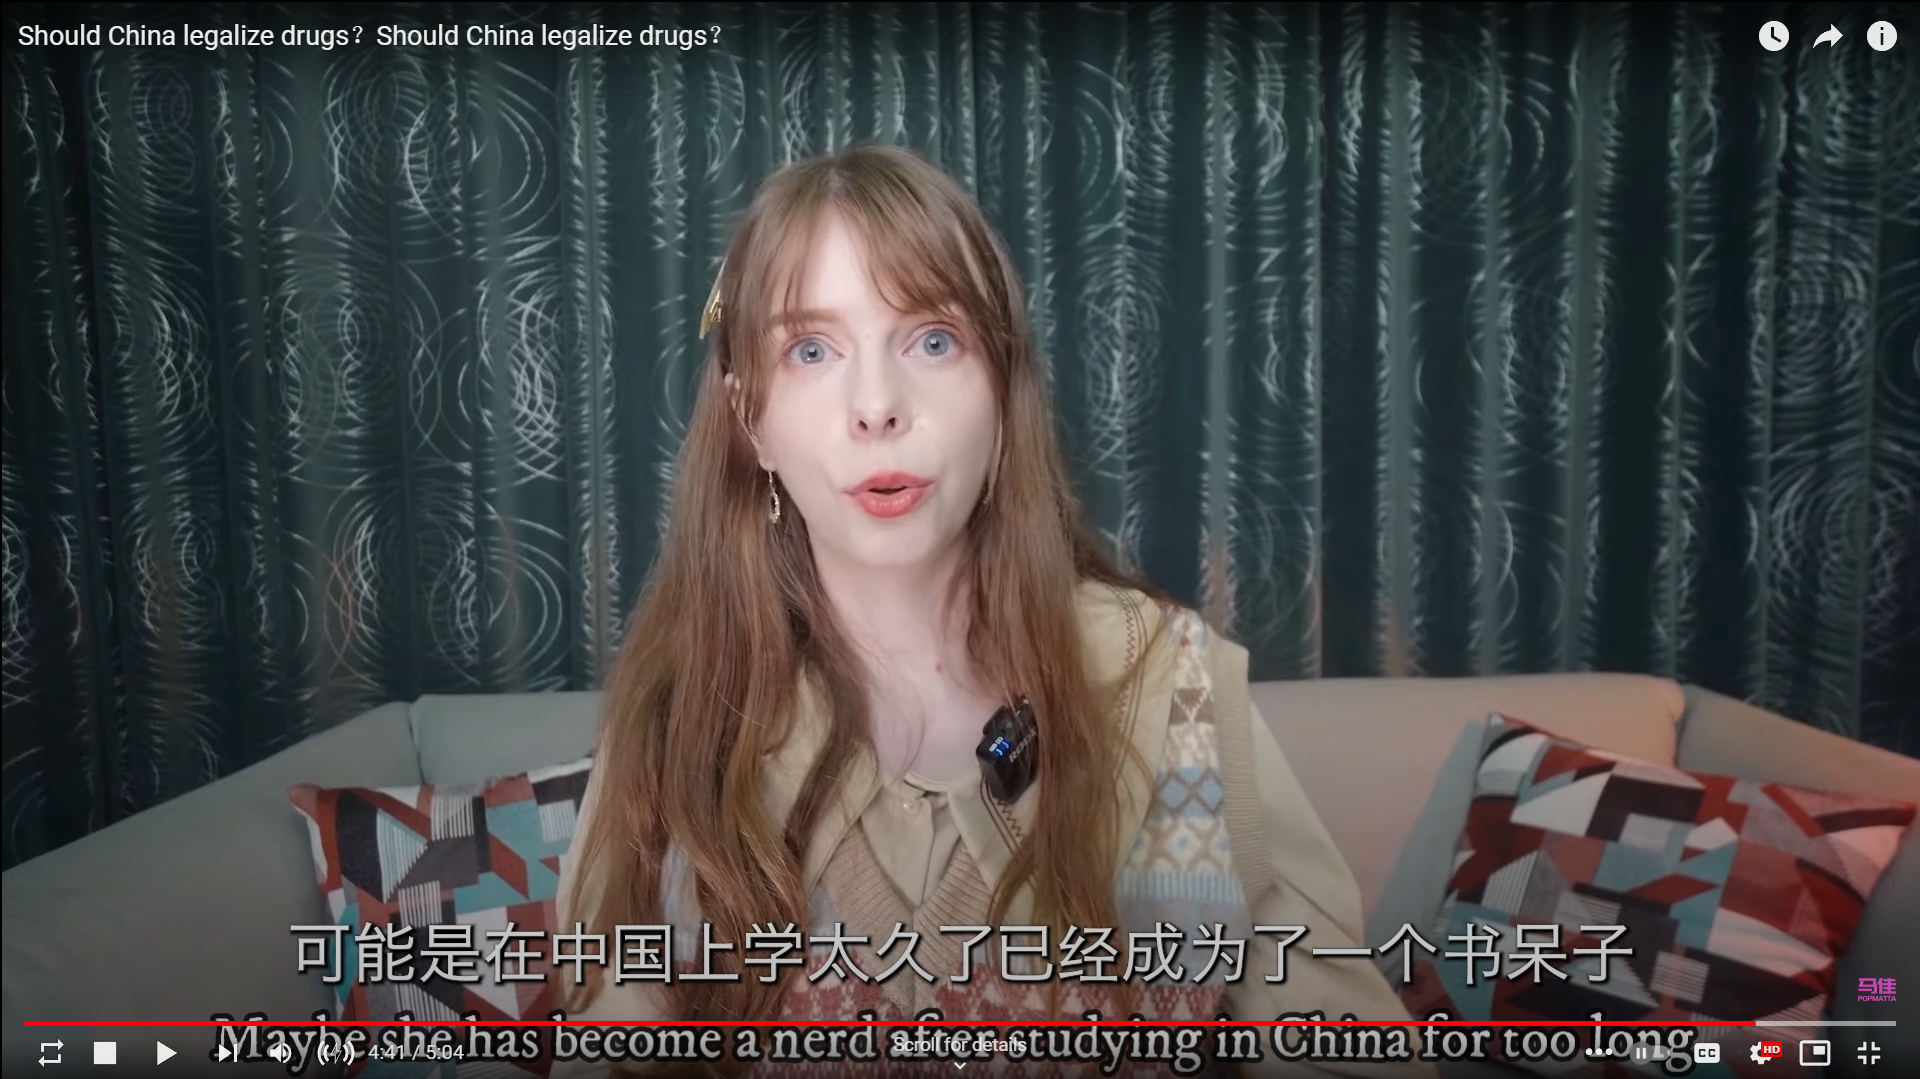 Should China legalize drugs？Should China legalize drugs？
可能是在中国上学太久了已经成为了一个书呆子
马佳
POPMATTA
Maybe she has become a nerd after studying in China for too long
4:41 / 5:04
Scroll for details
CC
HD